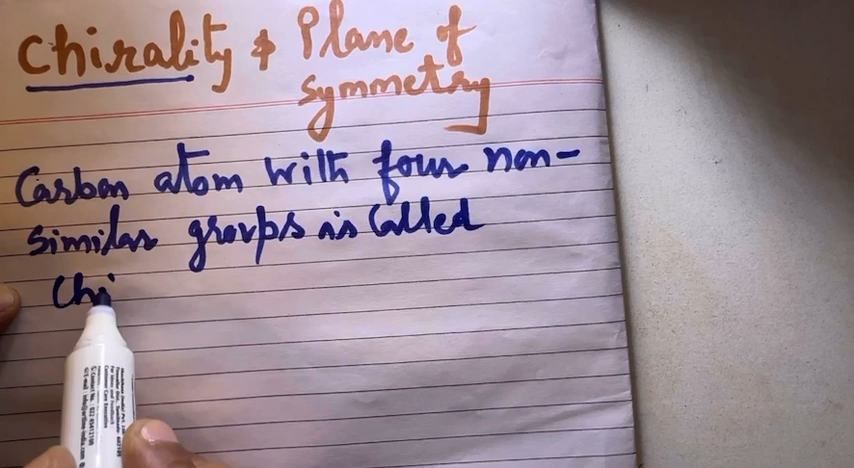 Chirality & Plane of
symmetry
Carbon atom with four non-
Similar groups is Called
Chi